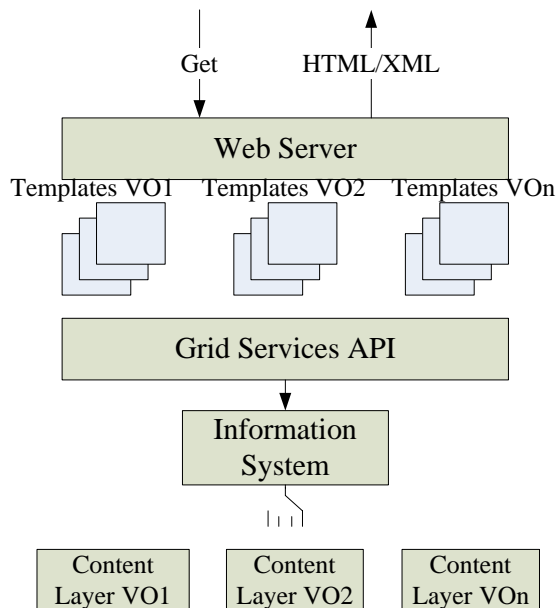 Get
HTML/XML
Web Server
Templates VO1
Templates VO2
Templates VOn
Grid Services API
Information
System
Content
Layer VO1
Content
Layer VO2
Content
Layer VOn